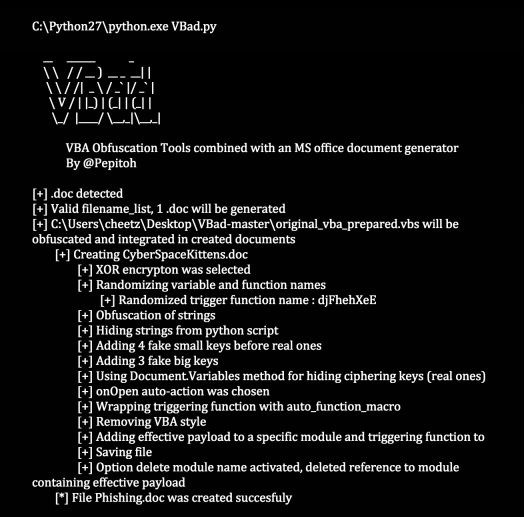 C:\Python27\python.exe VBad.py
VBA Obfuscation Tools combined with an MS office document generator
By @Pepitoh
[+] .doc detected
[+] Valid filename_list, 1 .doc will be generated
[+] C:\Users\cheetz\Desktop\VBad-master\original_vba_prepared.vbs will be
obfuscated and integrated in created documents
[+] Creating CyberSpaceKittens.doc
[+] XOR encrypton was selected
[+] Randomizing variable and function names
[+] Randomized trigger function name : djFhehXeE
[+] Obfuscation of strings
[+] Hiding strings from python script
[+] Adding 4 fake small keys before real ones
[+] Adding 3 fake big keys
[+] Using Document.Variables method for hiding ciphering keys (real ones)
[+] onOpen auto-action was chosen
[+] Wrapping triggering function with auto_function_macro
[+] Removing VBA style
[+] Adding effective payload to a specific module and triggering function to
[+] Saving file
[+] Option delete module name activated, deleted reference to module
containing effective payload
[*] File Phishing.doc was created succesfuly